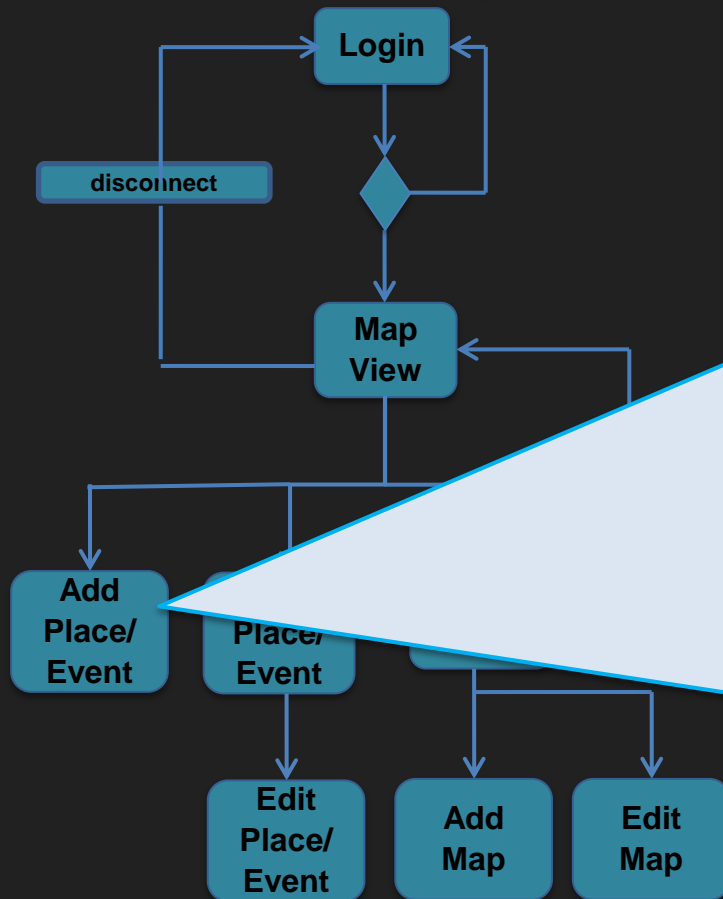 Login
disconnect
Map
View
Add
Place/
Event
Place/
Event
Edit
Place/
Event
Add
Map
Edit
Map